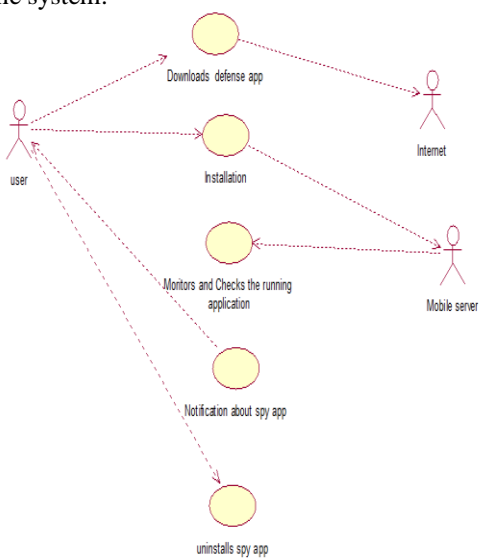 ne system.
Downloads defense app
Internet
user
Installation
Monitors and Checks the running
application
Mobile server
Notification about spy app
uninstalls spy app